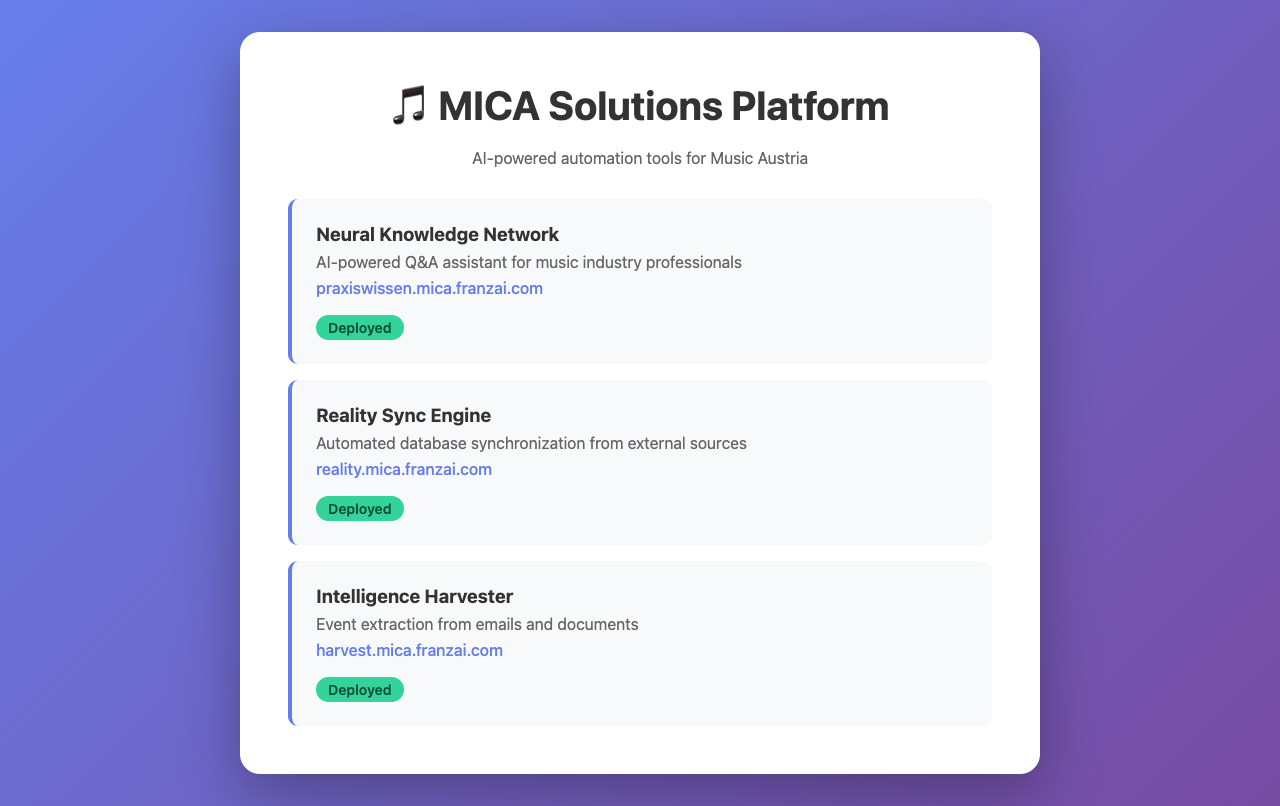 🎵 MICA Solutions Platform
AI-powered automation tools for Music Austria
Neural Knowledge Network
AI-powered Q&A assistant for music industry professionals
praxiswissen.mica.franzai.com
Deployed
Reality Sync Engine
Automated database synchronization from external sources
reality.mica.franzai.com
Deployed
Intelligence Harvester
Event extraction from emails and documents
harvest.mica.franzai.com
Deployed